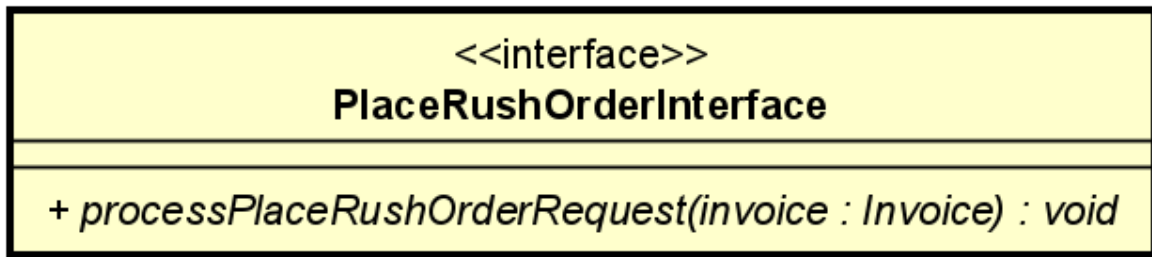 <<interface>>
PlaceRushOrderInterface
+ processPlaceRushOrderRequest(invoice : Invoice) : void